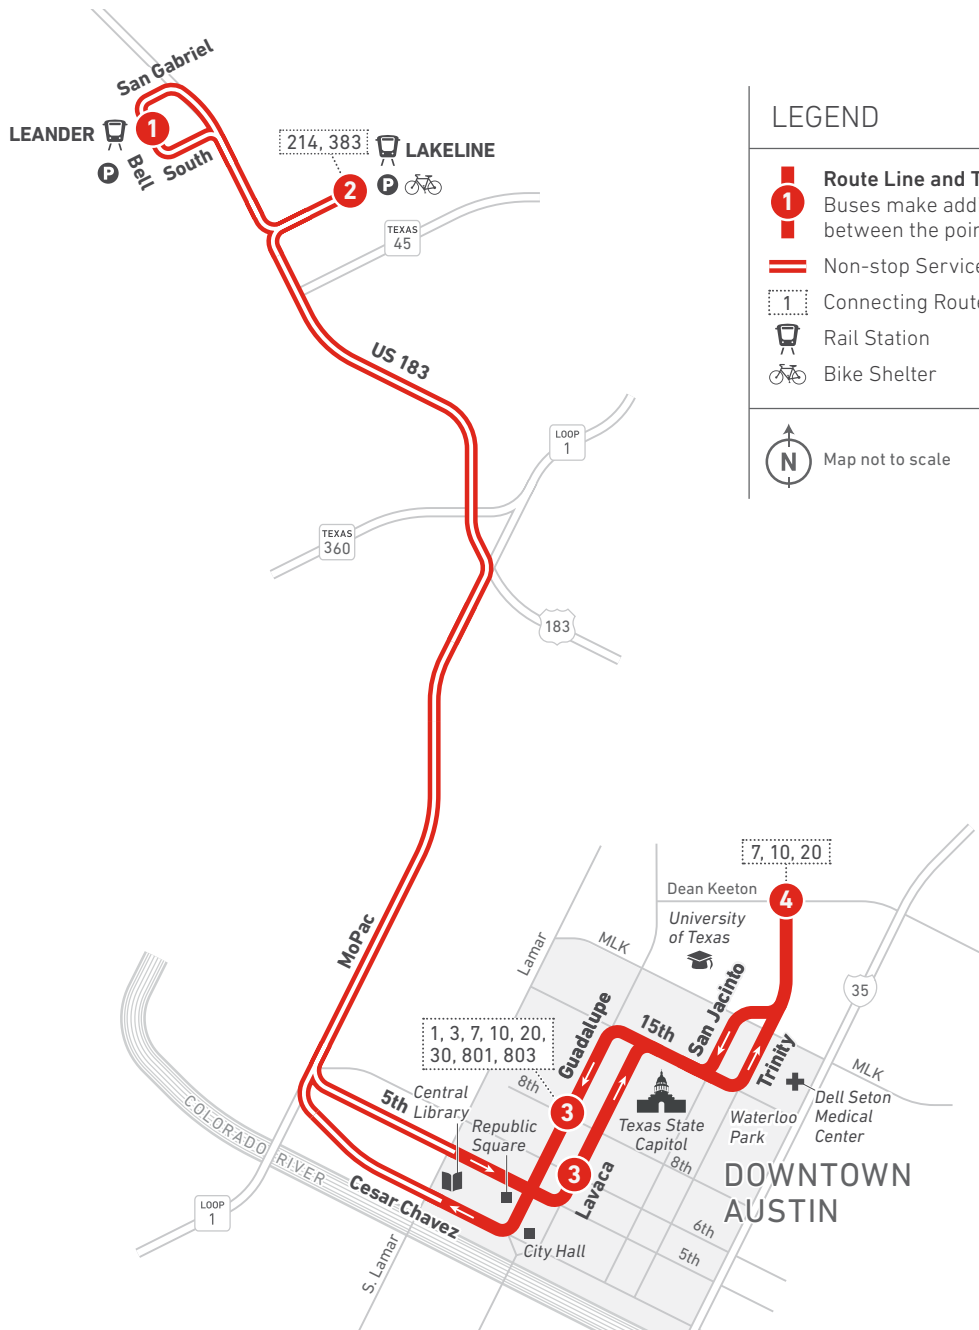 San Gabriel
LEANDER
1
P
Bell
South
214, 383
LAKELINE
2
P
TEXAS
45
US 183
LOOP
1
TEXAS
360
183
LEGEND
1
Route Line and T
Buses make add
between the poin
Non-stop Service
1
Connecting Route
Rail Station
Bike Shelter
N
Map not to scale
MoPac
7, 10, 20
Dean Keeton
4
University
of Texas
MLK
Lamar
35
San Jacinto
Guadalupe
15th
Trinity
1, 3, 7, 10, 20,
30, 801, 803
8th
MLK
5th
Central
Library
3
Republic
Square
Texas State
Capitol
Waterloo
Park
Dell Seton
Medical
Center
8th
3
Lavaca
DOWNTOWN
AUSTIN
COLORADO RIVER
Cesar Chavez
LOOP
1
6th
5th
City Hall
S. Lamar